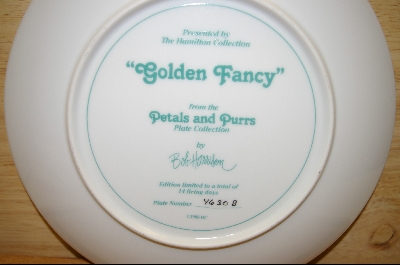 Presented by
The Hamilton Collection
"Golden Fancy"
from the
Petals and Purrs
Plate Collection
by
Bob Harrison
Edition limited to a total of
14 firing days
Plate Number